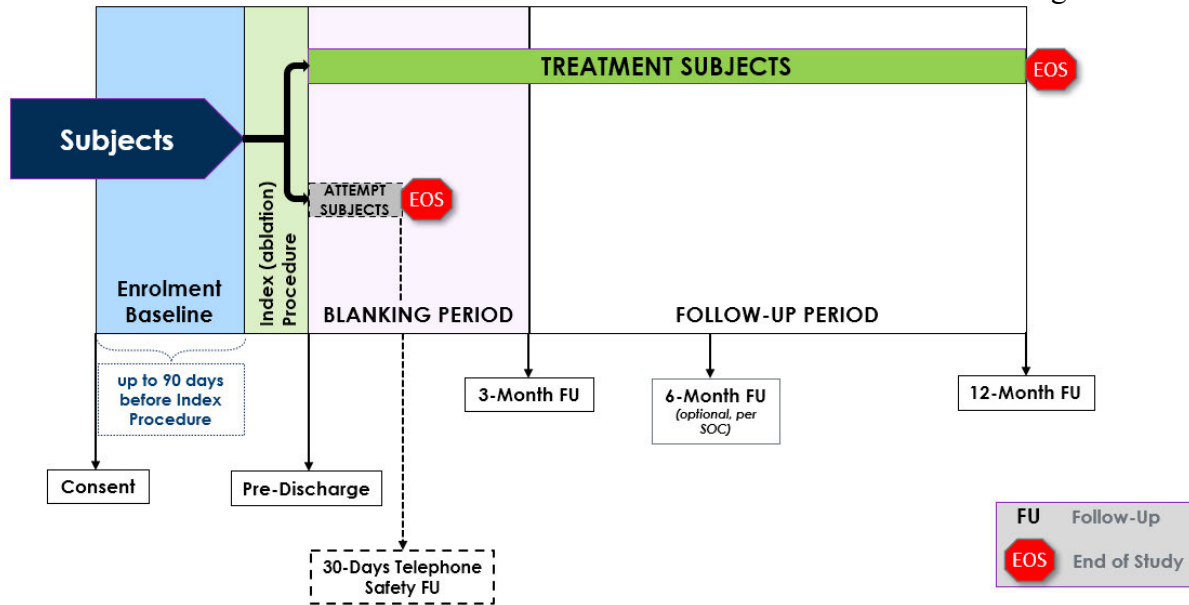 g
TREATMENT SUBJECTS
EOS
Subjects
ATTEMPT
SUBJECTS
EOS
Index (ablation)
Procedure
Enrolment
Baseline
BLANKING PERIOD
FOLLOW-UP PERIOD
up to 90 days
before Index
Procedure
3-Month FU
6-Month FU
(optional, per
SOC)
12-Month FU
Consent
Pre-Discharge
30-Days Telephone
Safety FU
FU Follow-Up
EOS End of Study